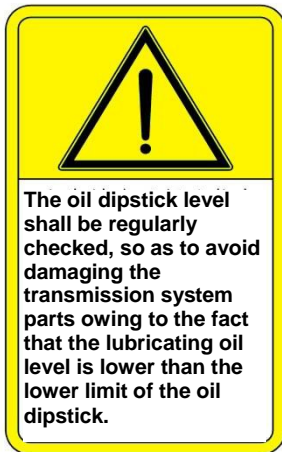 The oil dipstick level
shall be regularly
checked, so as to avoid
damaging the
transmission system
parts owing to the fact
that the lubricating oil
level is lower than the
lower limit of the oil
dipstick.